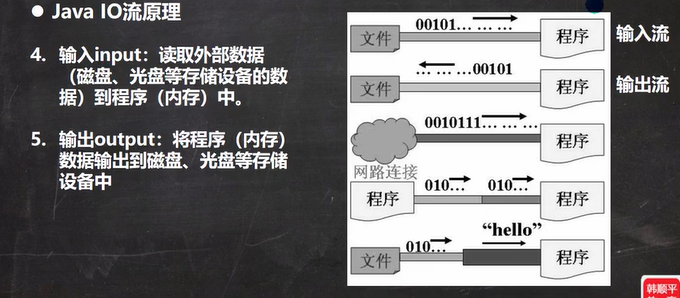 ● Java IO流原理
4. 输入input：读取外部数据
（磁盘、光盘等存储设备的数
据）到程序（内存）中。
5. 输出output：将程序（内存）
数据输出到磁盘、光盘等存储
设备中
00101… … …
文件
程序
输入流
… … …00101
文件
程序
输出流
0010111… … …
程序
网路连接
010…
010…
程序
程序
“hello”
010…
文件
程序
韩顺平